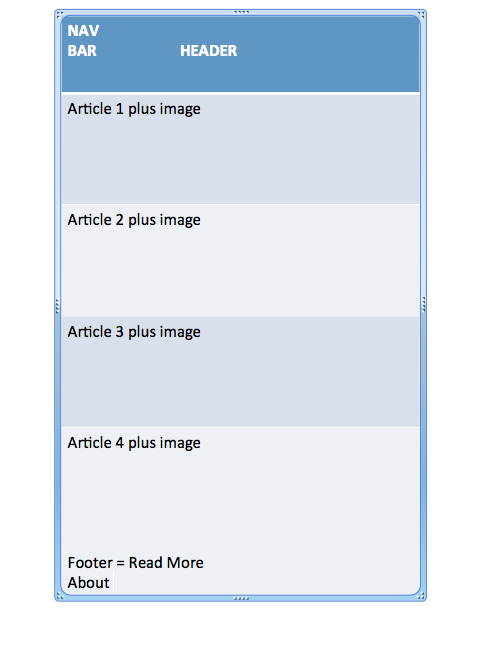 NAV
BAR HEADER
Article 1 plus image
Article 2 plus image
Article 3 plus image
Article 4 plus image
Footer = Read More
About